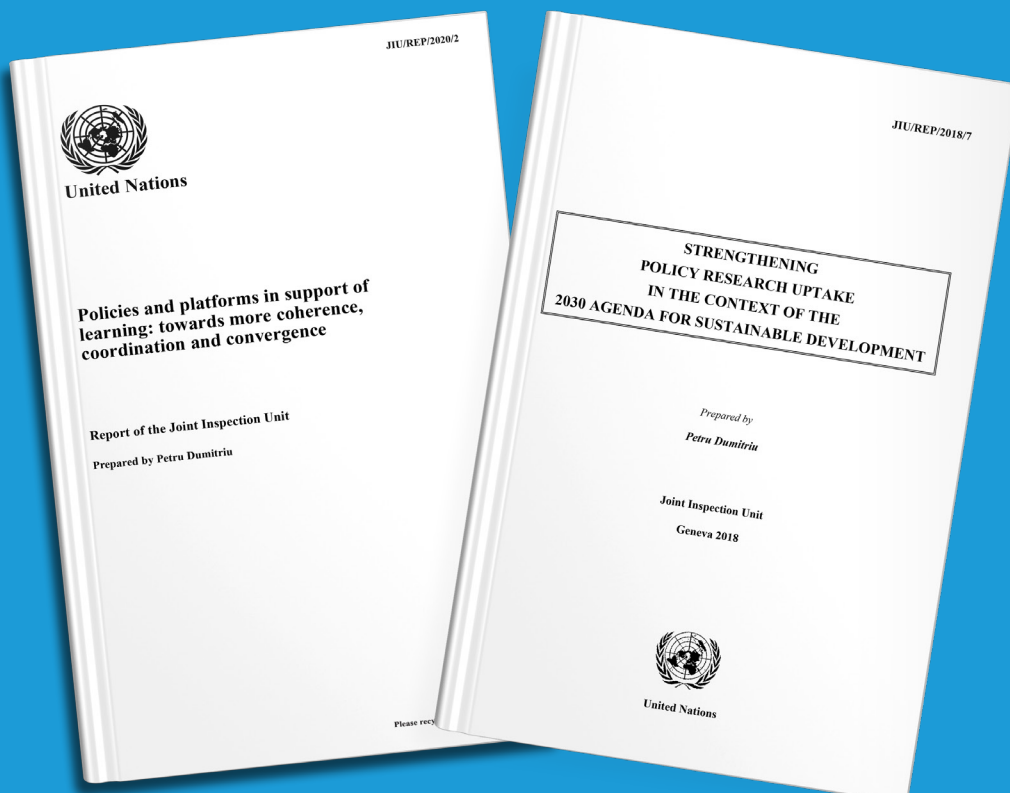 JIU/REP/2020/2
United Nations
Policies and platforms in support of
learning: towards more coherence,
coordination and convergence
Report of the Joint Inspection Unit
Prepared by Petru Dumitriu
Please
JIU/REP/2018/7
STRENGTHENING
POLICY RESEARCH UPTAKE
IN THE CONTEXT OF THE
2030 AGENDA FOR SUSTAINABLE DEVELOPMENT
Prepared by
Petru Dumitriu
Joint Inspection Unit
Geneva 2018
United Nations